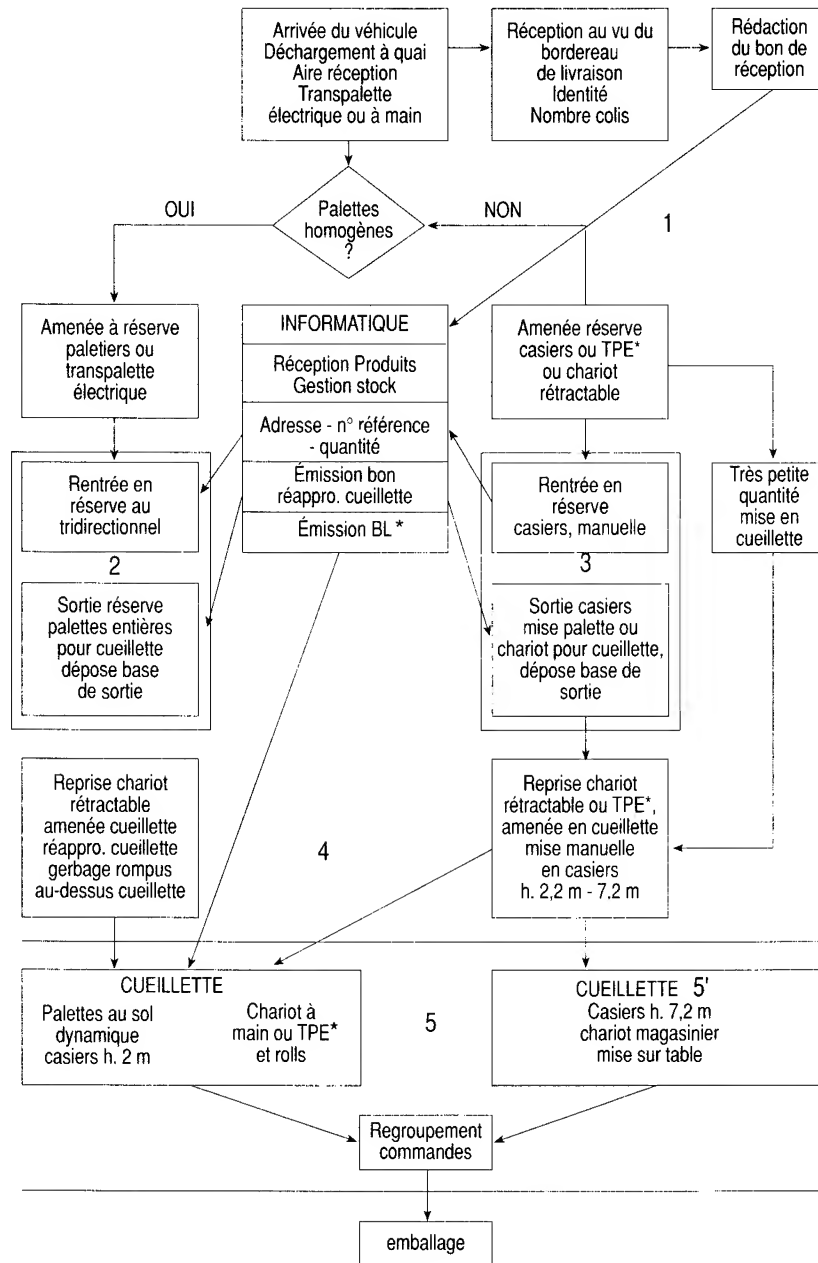 Arrivée du véhicule
Déchargement à quai
Aire réception
Transpalette
électrique ou à main
Réception au vu du
bordereau
de livraison
Identité
Nombre colis
Rédaction
du bon de
réception
OUI
Palettes
homogènes
?
NON
1
Amenée à réserve
paletiers ou
transpalette
électrique
INFORMATIQUE
Réception Produits
Gestion stock
Adresse - n° référence
- quantité
Émission bon
réappro. cueillette
Émission BL*
Amenée réserve
casiers ou TPE*
ou chariot
rétractable
Rentrée en
réserve au
tridirectionnel
2
Sortie réserve
palettes entières
pour cueillette
dépose base
de sortie
Rentrée en
réserve
casiers, manuelle
3
Sortie casiers
mise palette ou
chariot pour cueillette,
dépose base de
sortie
Très petite
quantité
mise en
cueillette
Reprise chariot
rétractable
amenée cueillette
réappro. cueillette
gerbage rompus
au-dessus cueillette
4
Reprise chariot
rétractable ou TPE*,
amenée en cueillette
mise manuelle
en casiers
h. 2,2 m - 7,2 m
CUEILLETTE
Palettes au sol
dynamique
casiers h. 2 m
Chariot à
main ou TPE*
et rolls
5
CUEILLETTE 5'
Casiers h. 7,2 m
chariot magasinier
mise sur table
Regroupement
commandes
emballage